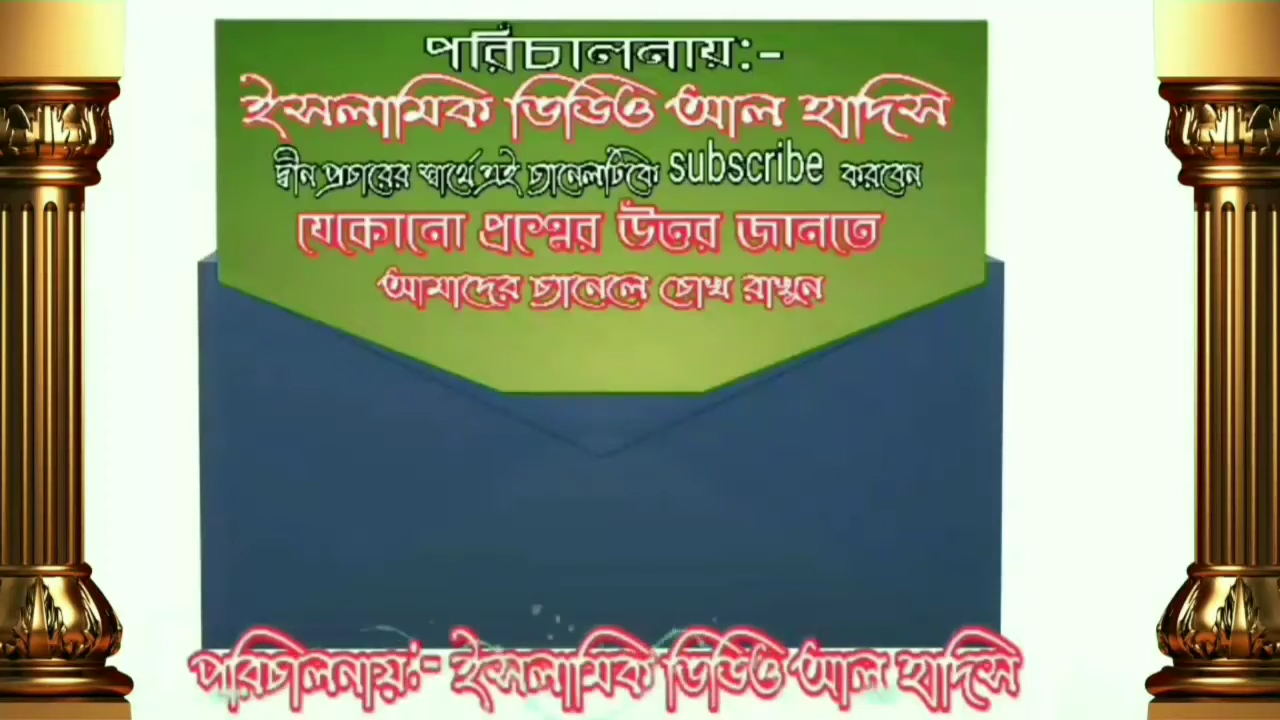 পরিচালনায়:-
ইসলামিক ভিডিও আল হাদিস
দ্বীন প্রচারের স্বার্থে এই চ্যানেলটিকে subscribe করবেন
যেকোনো প্রশ্নের উত্তর জানতে
আমাদের চ্যানেলে চোখ রাখুন
পরিচালনায়:- ইসলামিক ভিডিও আল হাদিস